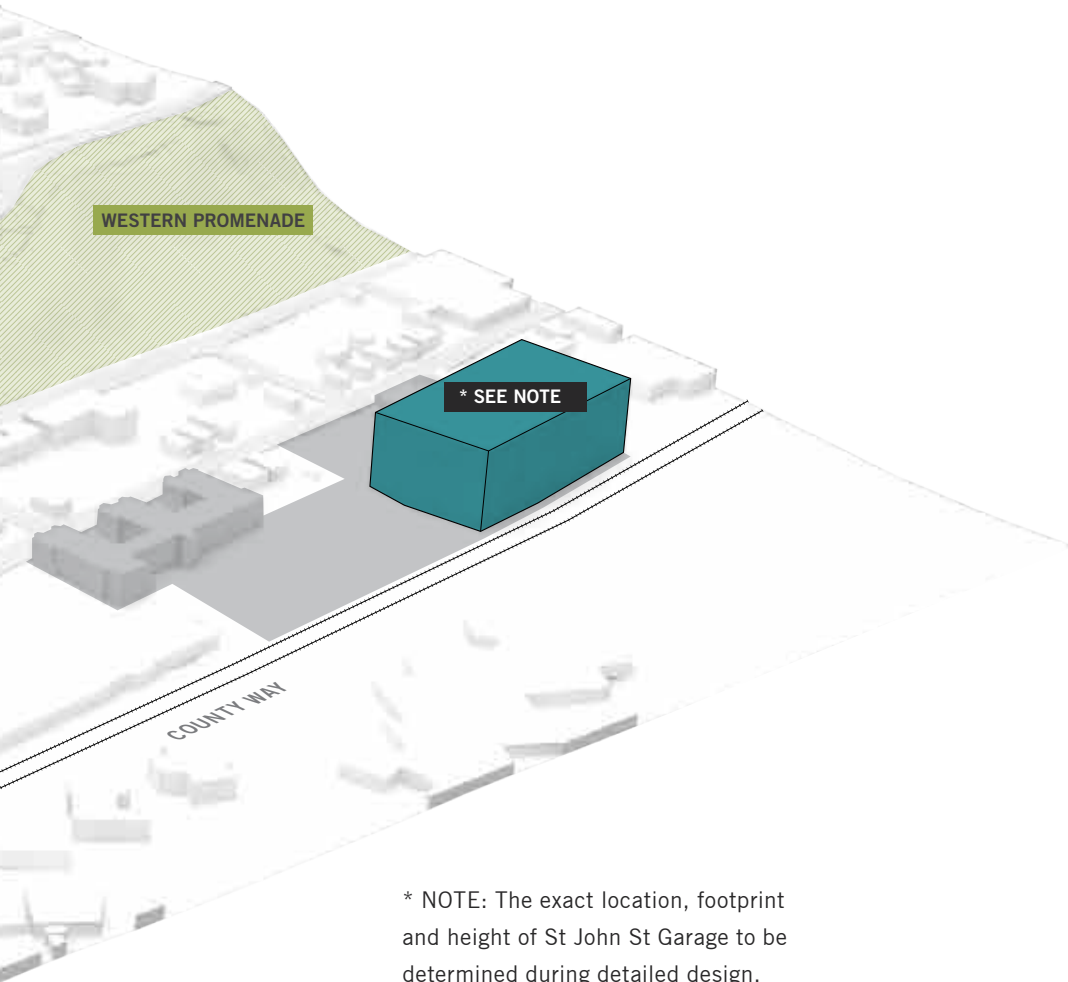 WESTERN PROMENADE
* SEE NOTE
COUNTY WAY
* NOTE: The exact location, footprint
and height of St John St Garage to be
determined during detailed design.